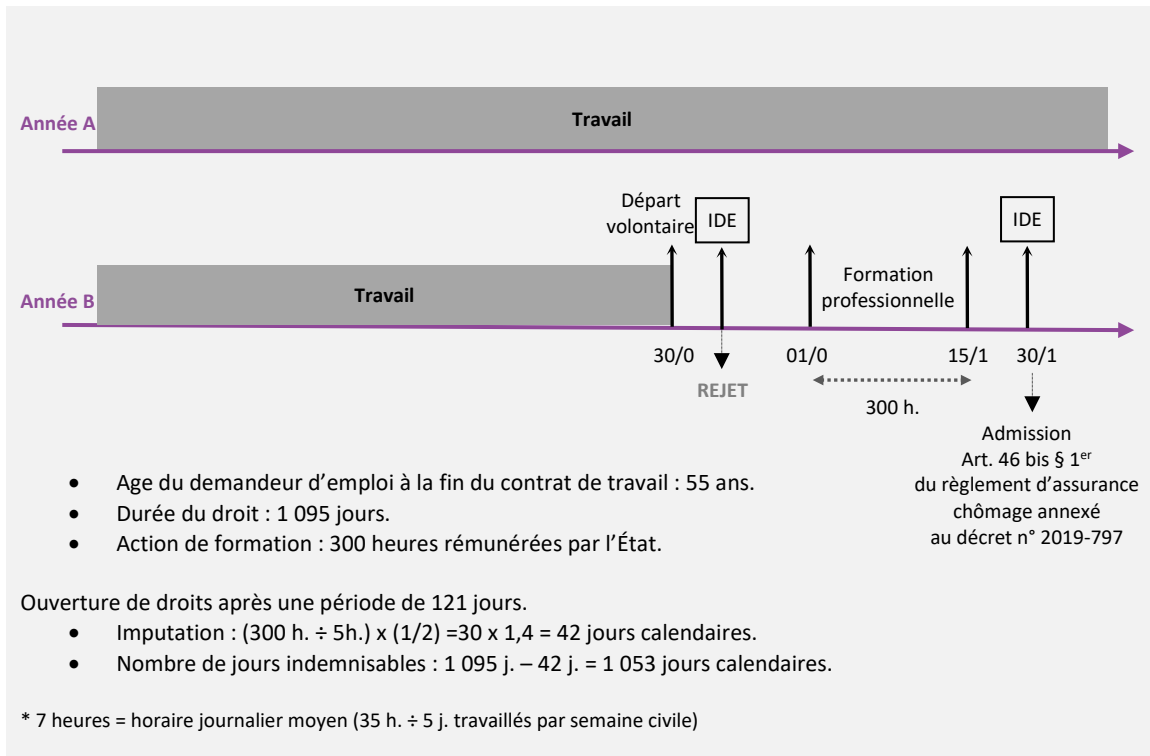 Année A
Travail
Départ
volontaire
IDE
IDE
Année B
Travail
Formation
professionnelle
30/0
01/0
15/1
30/1
REJET
300 h.
Admission
Art. 46 bis § 1er
du règlement d’assurance
chômage annexé
au décret n° 2019-797
• Age du demandeur d’emploi à la fin du contrat de travail : 55 ans.
• Durée du droit : 1 095 jours.
• Action de formation : 300 heures rémunérées par l’État.
Ouverture de droits après une période de 121 jours.
• Imputation : (300 h. ÷ 5h.) x (1/2) =30 x 1,4 = 42 jours calendaires.
• Nombre de jours indemnisables : 1 095 j. – 42 j. = 1 053 jours calendaires.
* 7 heures = horaire journalier moyen (35 h. ÷ 5 j. travaillés par semaine civile)